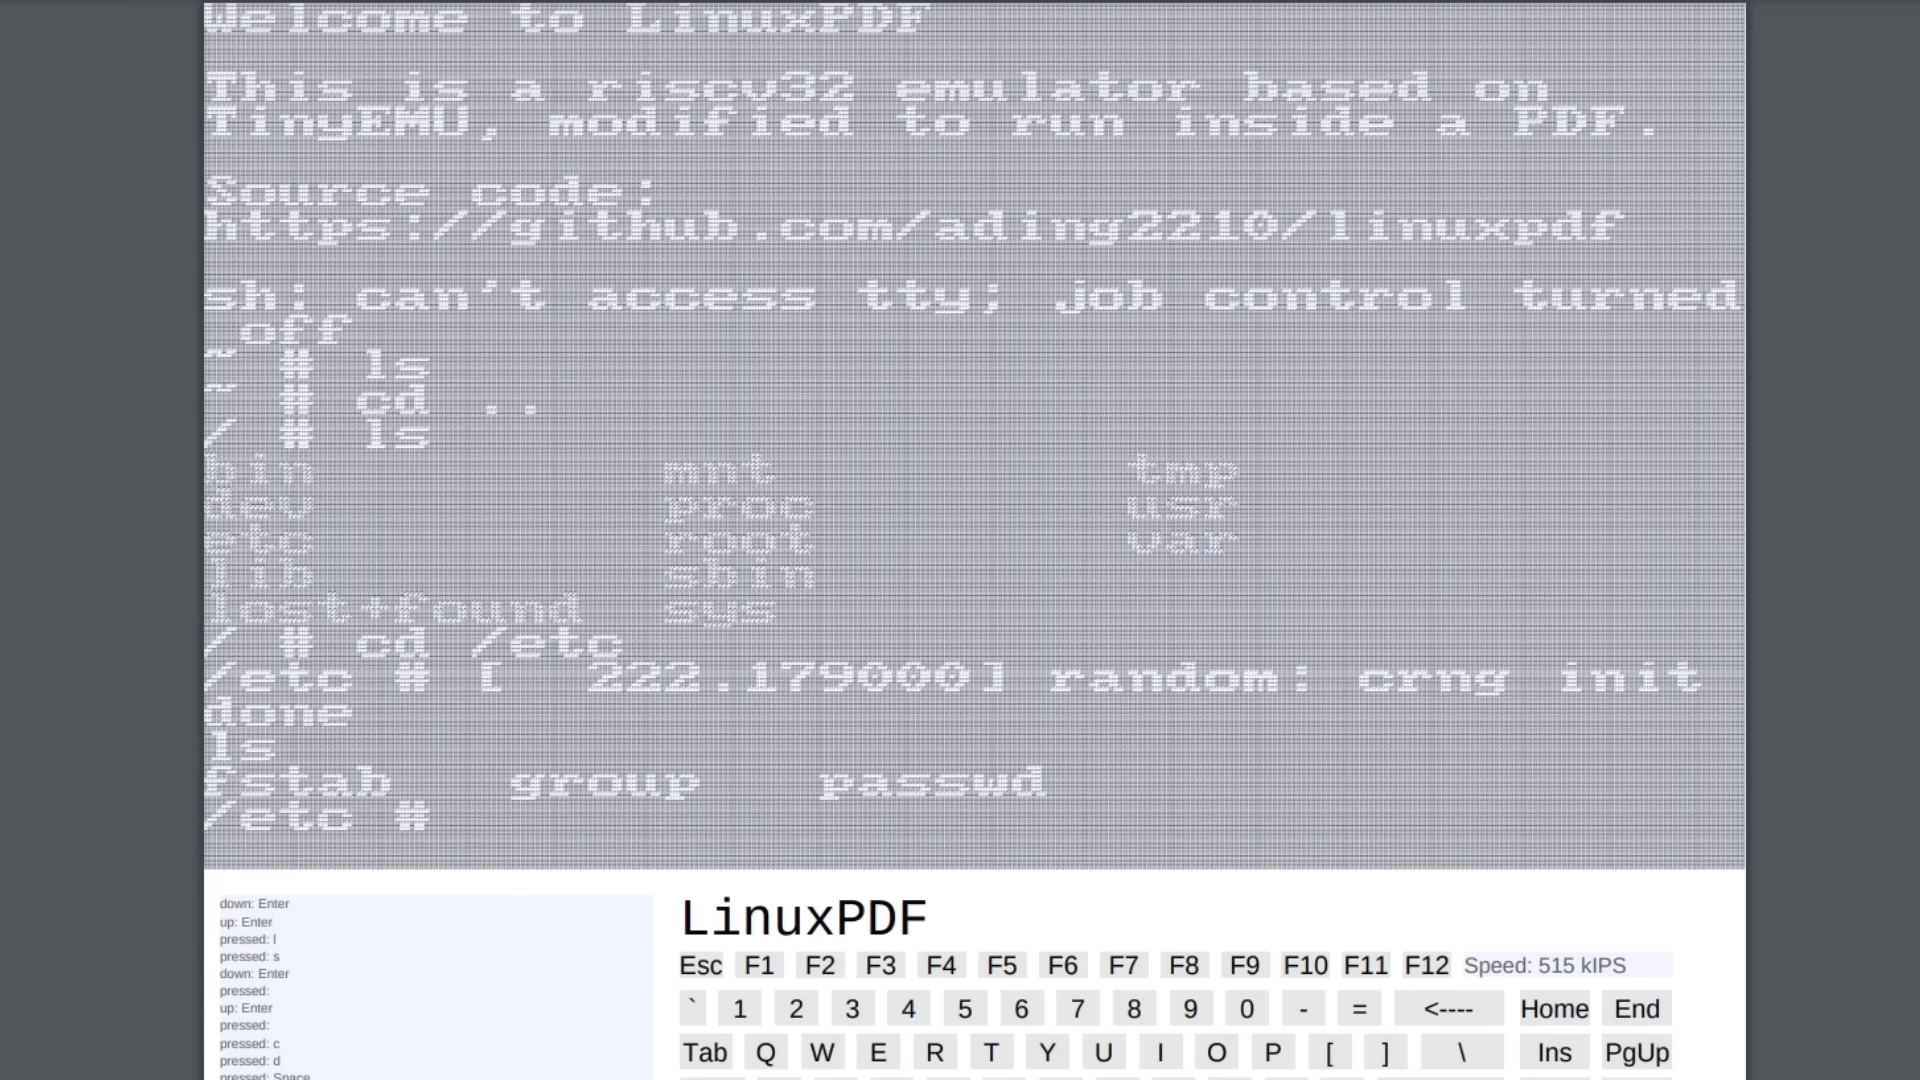 Welcome to LinuxPDF
This is a riscv32 emulator based on
TinyEMU, modified to run inside a PDF.
Source code:
https://github.com/ading2210/linuxpdf
sh: can't access tty; job control turned
off
~ # ls
~ # cd ..
/ # ls
bin mnt tmp
dev proc usr
etc root var
lib sbin
lost+found sys
/ # cd /etc
/etc # [  222.179000] random: crng init
done
ls
fstab group passwd
/etc #
down: Enter
up: Enter
pressed: l
pressed: s
down: Enter
pressed:
up: Enter
pressed:
pressed: c
pressed: d
pressed: Space
LinuxPDF
Esc F1 F2 F3 F4 F5 F6 F7 F8 F9 F10 F11 F12 Speed: 515 kIPS
` 1 2 3 4 5 6 7 8 9 0 - = <---- Home End
Tab Q W E R T Y U I O P [ ] \ Ins PgUp